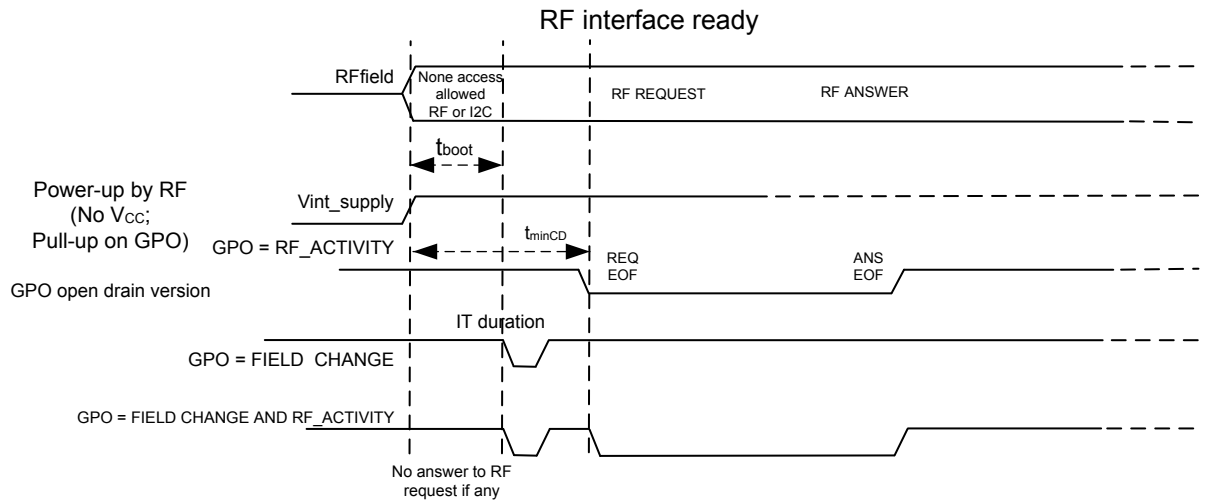 RF interface ready
RFfield
None access
allowed
RF or I2C
RF REQUEST
RF ANSWER
tboot
Power-up by RF
(No VCC;
Pull-up on GPO)
Vint_supply
GPO = RF_ACTIVITY
tminCD
REQ
EOF
ANS
EOF
GPO open drain version
IT duration
GPO = FIELD CHANGE
GPO = FIELD CHANGE AND RF_ACTIVITY
No answer to RF
request if any